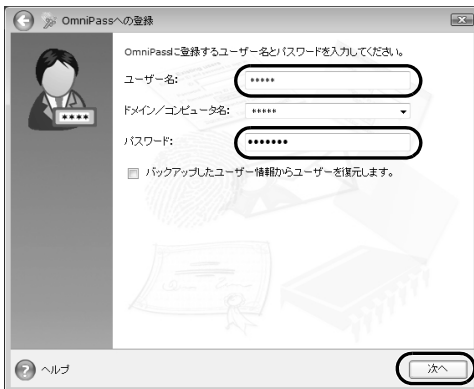 OmniPassへの登録
OmniPassに登録するユーザー名とパスワードを入力してください。
ユーザー名: *****
ドメイン／コンピュータ名: *****
パスワード: •••••••
****
バックアップしたユーザー情報からユーザーを復元します。
ヘルプ
次へ